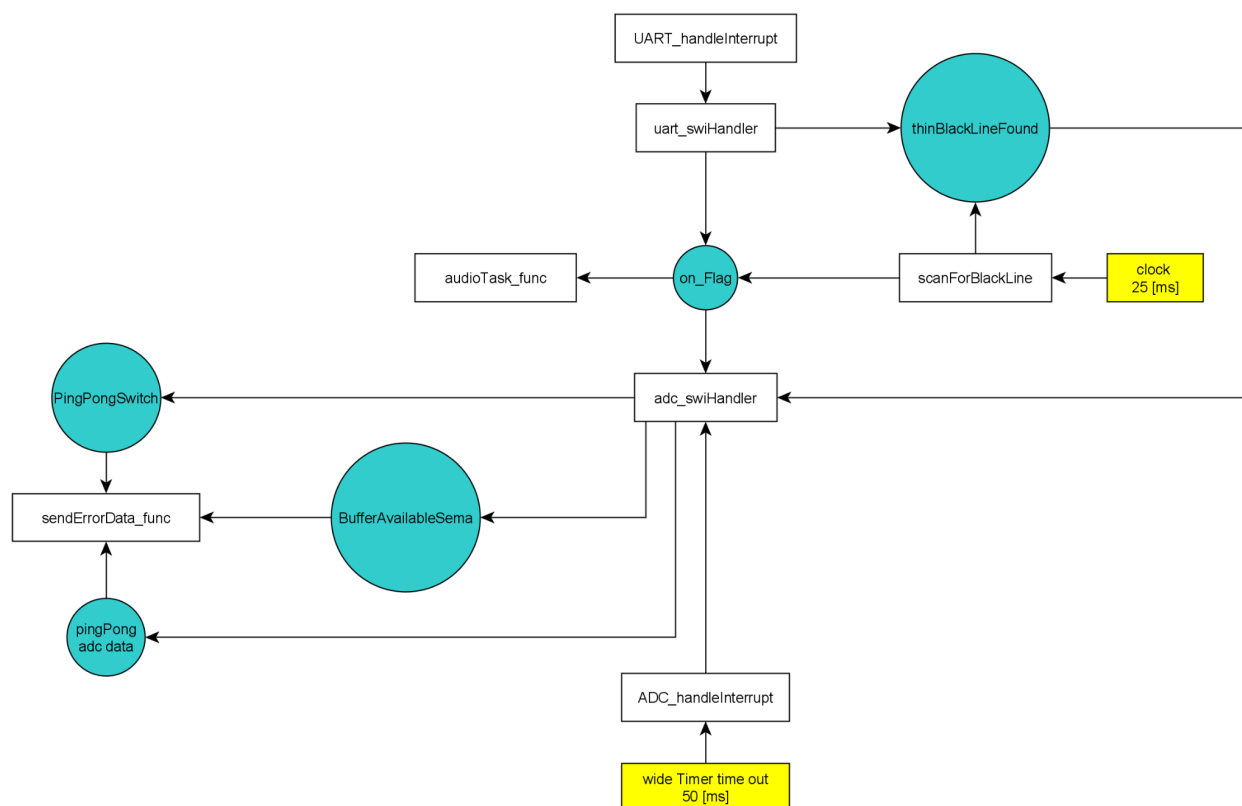 UART_handleInterrupt
uart_swiHandler
thinBlackLineFound
audioTask_func
on_Flag
scanForBlackLine
clock
25 [ms]
PingPongSwitch
adc_swiHandler
sendErrorData_func
BufferAvailableSema
pingPong
adc data
ADC_handleInterrupt
wide Timer time out
50 [ms]